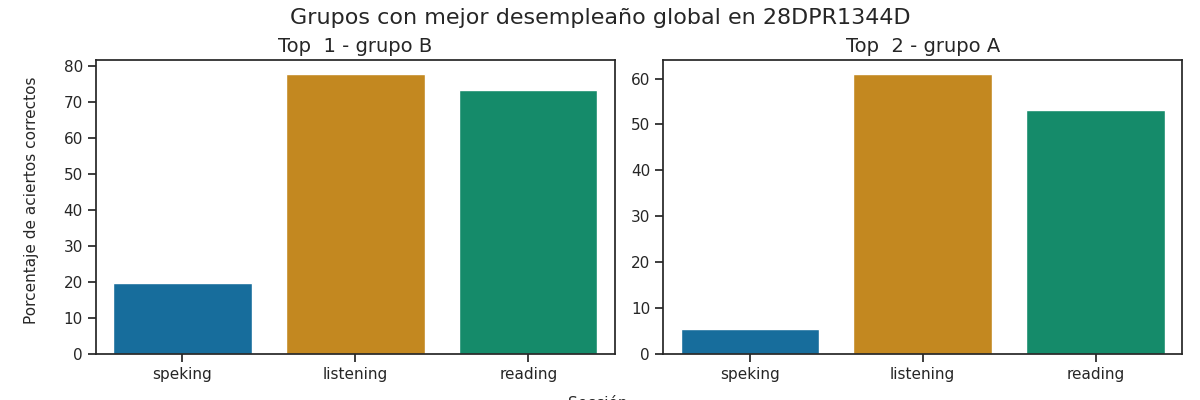 Grupos con mejor desempleaño global en 28DPR1344D
Top  1 - grupo B
Porcentaje de aciertos correctos
80
70
60
50
40
30
20
10
0
speking
listening
reading
Top  2 - grupo A
60
50
40
30
20
10
0
speking
listening
reading
Sección